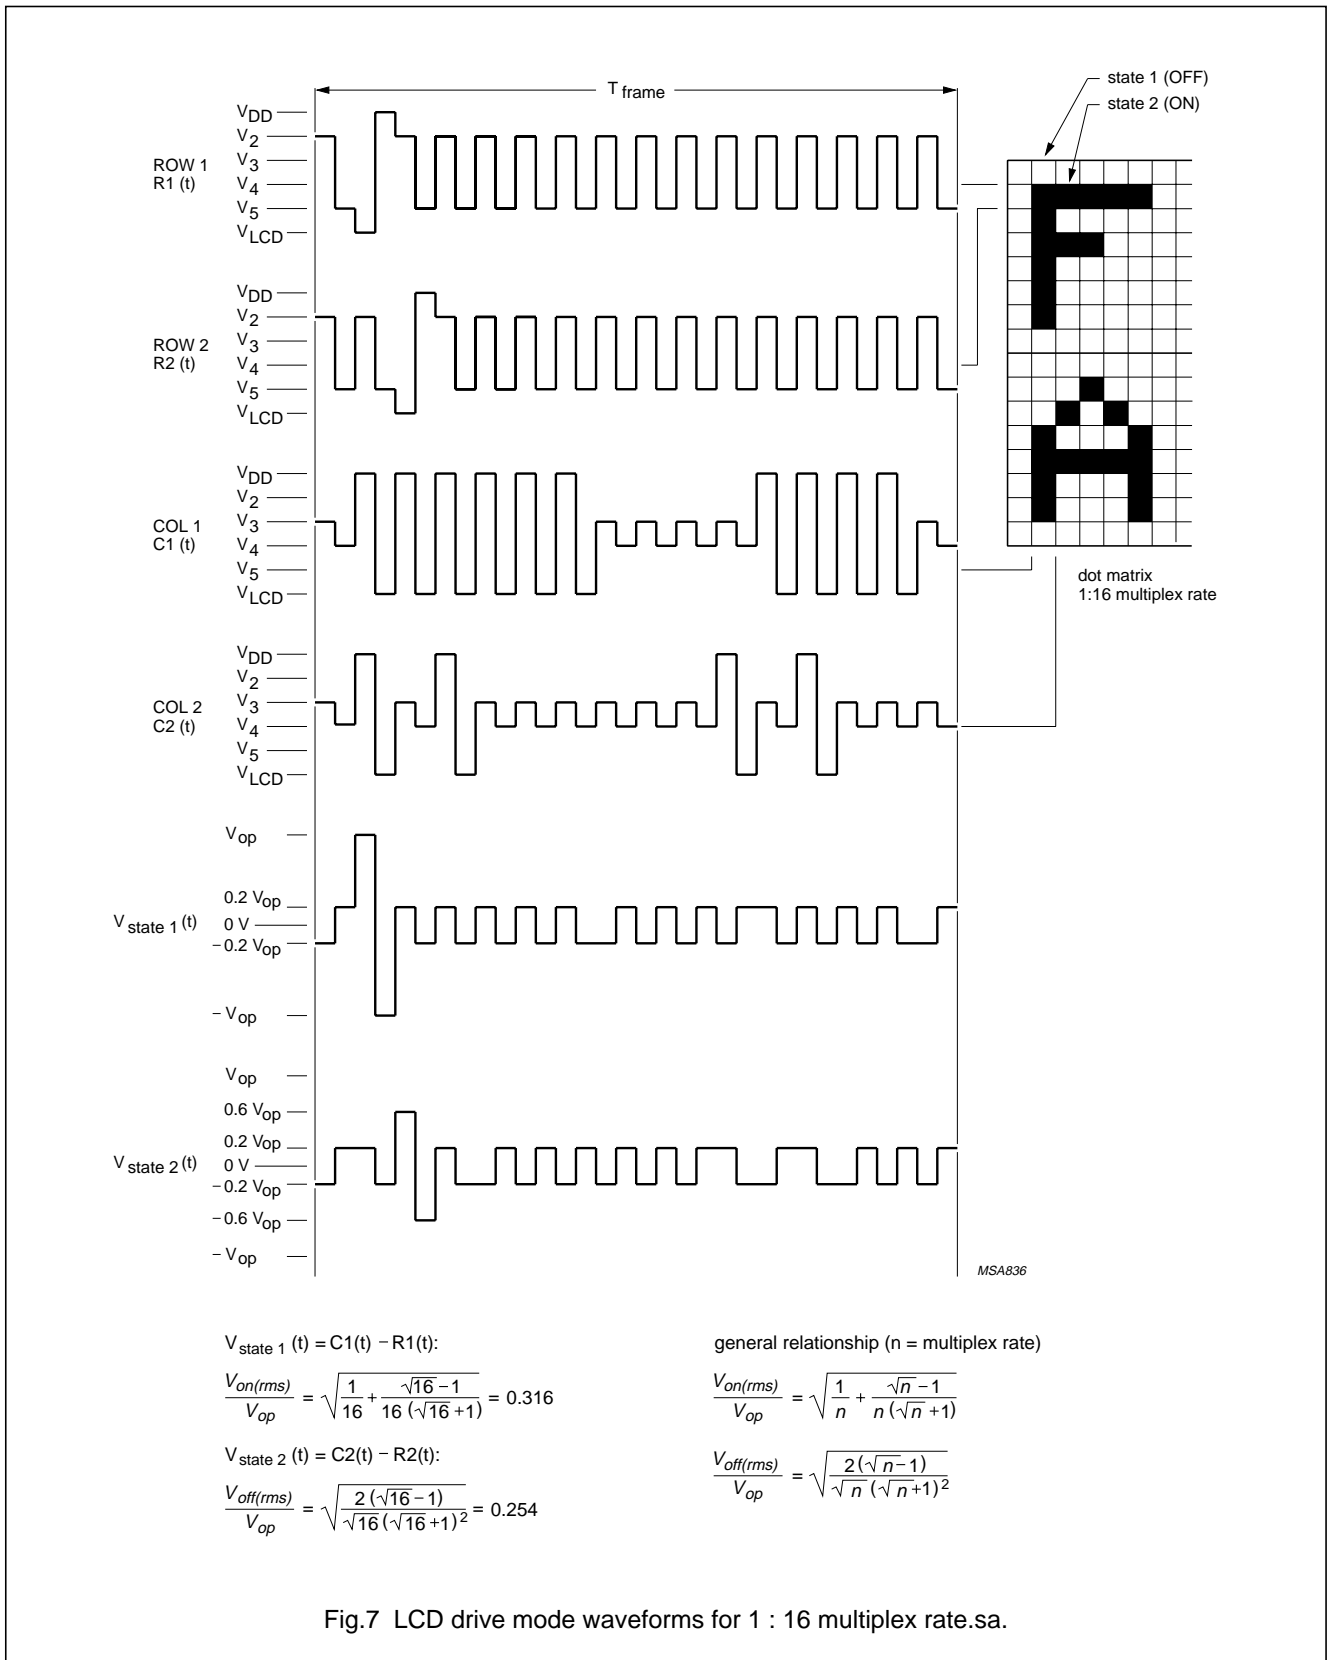 T frame
state 1 (OFF)
state 2 (ON)
ROW 1
R1 (t)
VDD
V2
V3
V4
V5
VLCD
ROW 2
R2 (t)
VDD
V2
V3
V4
V5
VLCD
COL 1
C1 (t)
VDD
V2
V3
V4
V5
VLCD
dot matrix
1:16 multiplex rate
COL 2
C2 (t)
VDD
V2
V3
V4
V5
VLCD
V state 1 (t)
Vop
0.2 Vop
0 V
−0.2 Vop
−Vop
V state 2 (t)
Vop
0.6 Vop
0.2 Vop
0 V
−0.2 Vop
−0.6 Vop
−Vop
MSA836
Vstate 1 (t) = C1(t) − R1(t):
Von(rms)/Vop = √(1/16 + (√16 − 1)/(16 (√16 + 1))) = 0.316
Vstate 2 (t) = C2(t) − R2(t):
Voff(rms)/Vop = √(2 (√16 − 1)/(√16 (√16 + 1)2)) = 0.254
general relationship (n = multiplex rate)
Von(rms)/Vop = √(1/n + (√n − 1)/(n (√n + 1)))
Voff(rms)/Vop = √(2 (√n − 1)/(√n (√n + 1)2))
Fig.7 LCD drive mode waveforms for 1 : 16 multiplex rate.sa.